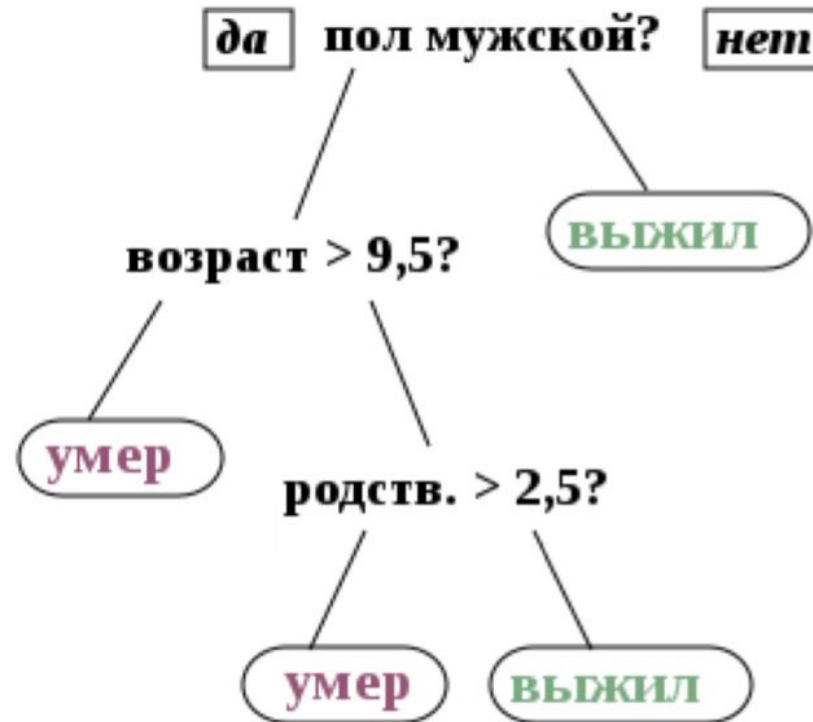 да пол мужской? нет
выжил
возраст > 9,5?
умер
родств. > 2,5?
умер выжил